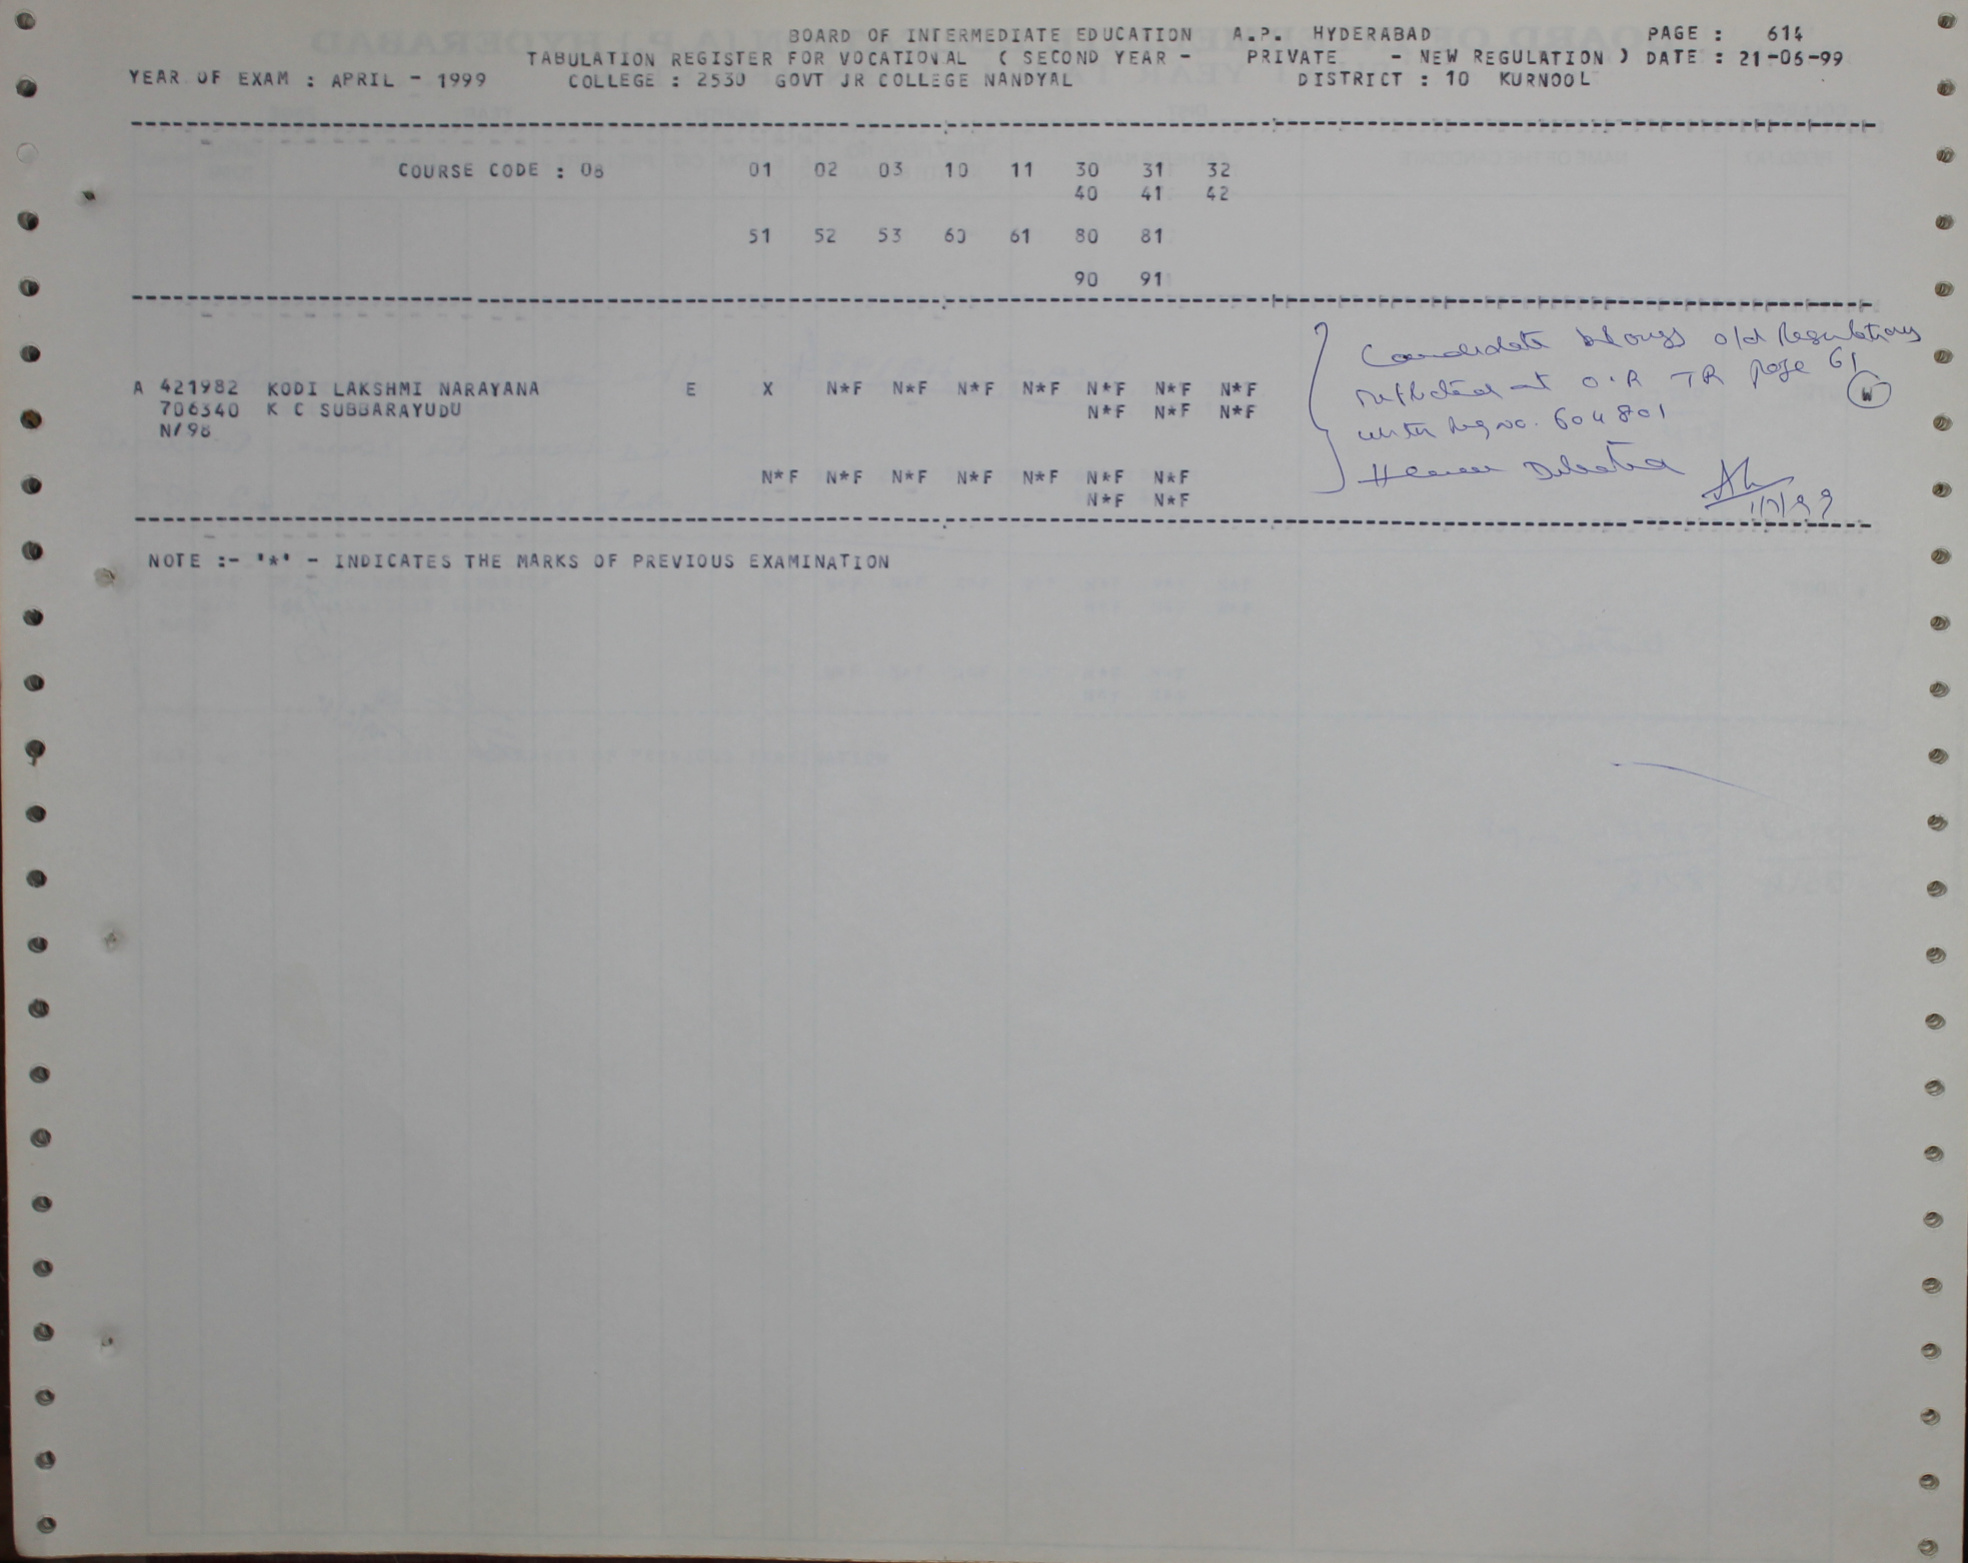 BOARD OF INTERMEDIATE EDUCATION A.P. HYDERABAD PAGE : 614
TABULATION REGISTER FOR VOCATIONAL ( SECOND YEAR - PRIVATE - NEW REGULATION ) DATE : 21-06-99
YEAR OF EXAM : APRIL - 1999 COLLEGE : 2530 GOVT JR COLLEGE NANDYAL DISTRICT : 10 KURNOOL
COURSE CODE : 08 01 02 03 10 11 30 31 32
40 41 42
51 52 53 60 61 80 81
90 91
A 421982 KODI LAKSHMI NARAYANA E X N*F N*F N*F N*F N*F N*F N*F
706340 K C SUBBARAYUDU N*F N*F N*F
N/98
N*F N*F N*F N*F N*F N*F N*F
N*F N*F
Candidate belongs old Regulations
reflected at O.R TR page 61
with Reg no. 604801
W
Hence Deleted
1/7/99
NOTE :- '*' - INDICATES THE MARKS OF PREVIOUS EXAMINATION